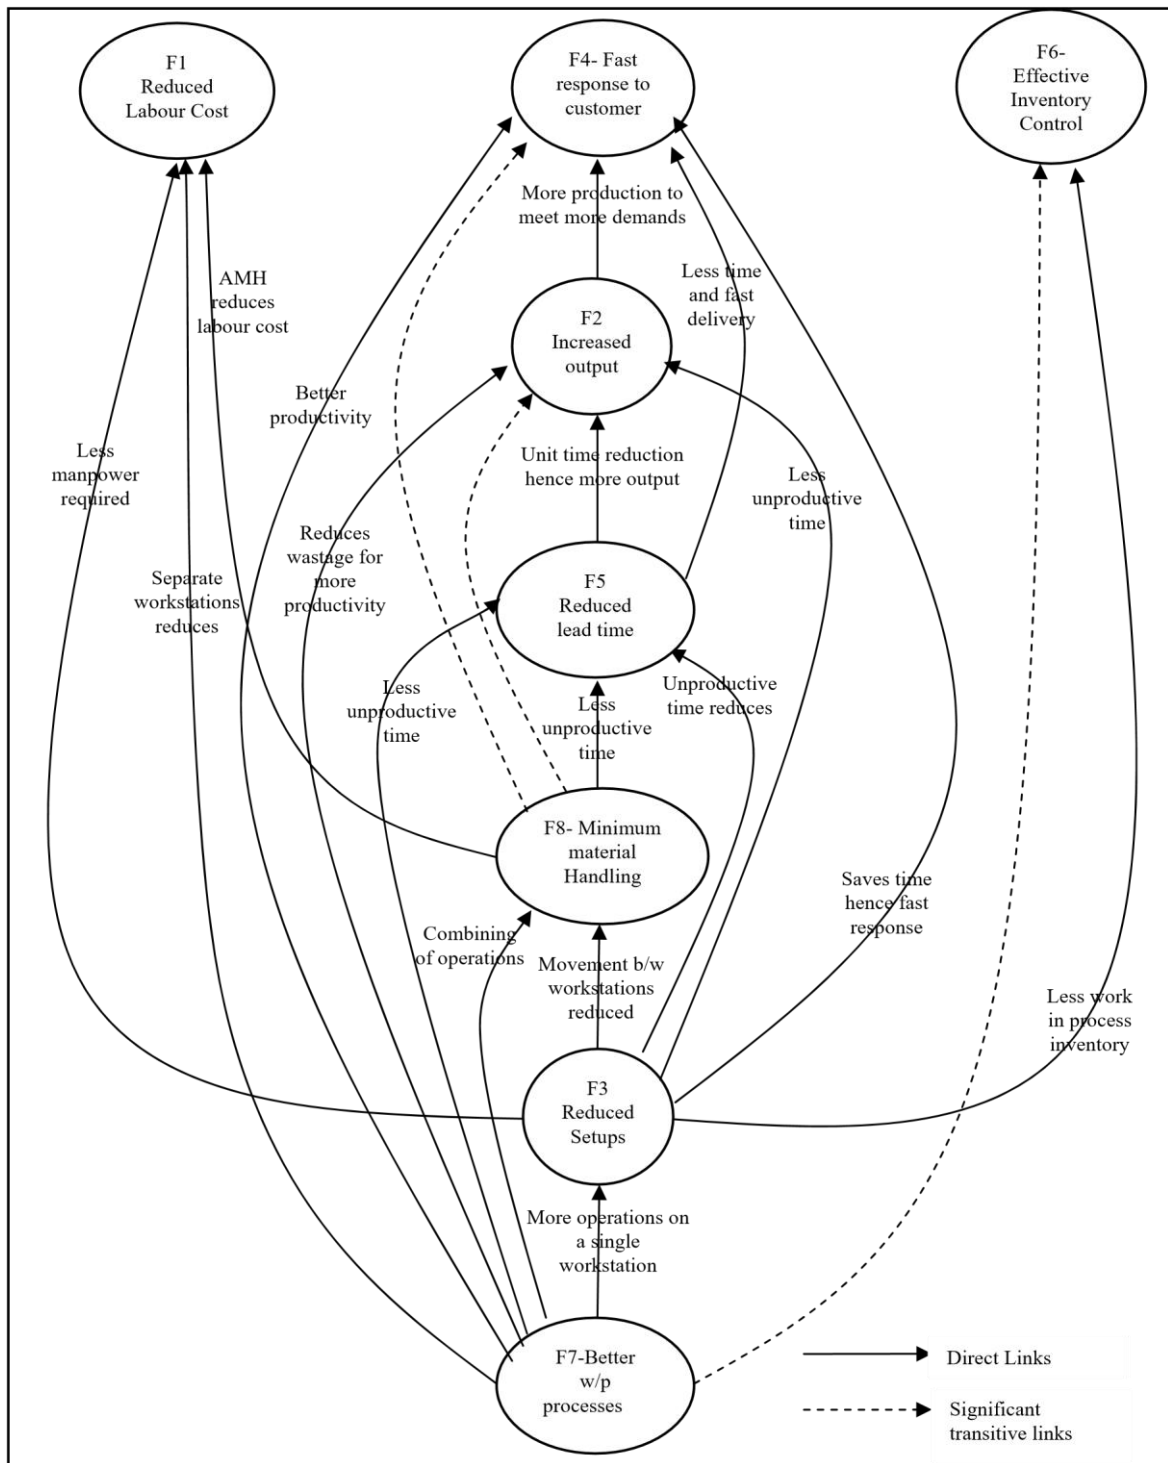 F1
Reduced
Labour Cost
F4- Fast
response to
customer
F6-
Effective
Inventory
Control
More production to
meet more demands
AMH
reduces
labour cost
Less time
and fast
delivery
F2
Increased
output
Better
productivity
Less
manpower
required
Unit time reduction
hence more output
Less
unproductive
time
Reduces
wastage for
more
productivity
Separate
workstations
reduces
F5
Reduced
lead time
Less
unproductive
time
Less
unproductive
time
Unproductive
time reduces
F8- Minimum
material
Handling
Saves time
hence fast
response
Combining
of operations
Movement b/w
workstations
reduced
Less work
in process
inventory
F3
Reduced
Setups
More operations on
a single
workstation
F7-Better
w/p
processes
Direct Links
Significant
transitive links